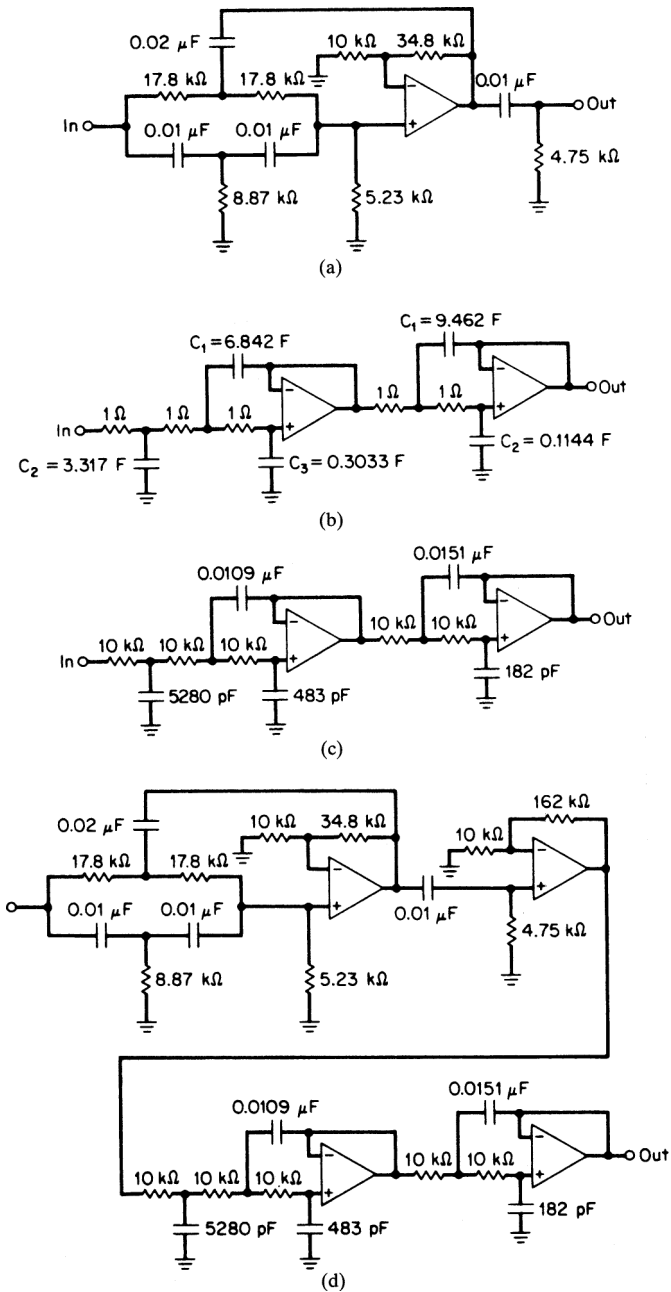 0.02 μF
10 kΩ 34.8 kΩ
17.8 kΩ 17.8 kΩ
0.01 μF
In
0.01 μF 0.01 μF
−
+
Out
8.87 kΩ
5.23 kΩ
4.75 kΩ
(a)
C₁=6.842 F
C₁=9.462 F
In
1Ω 1Ω 1Ω
−
+
1Ω 1Ω
−
+
Out
C₂=3.317 F
C₃=0.3033 F
C₂=0.1144 F
(b)
0.0109 μF
0.0151 μF
In
10 kΩ 10 kΩ 10 kΩ
−
+
10 kΩ 10 kΩ
−
+
Out
5280 pF
483 pF
182 pF
(c)
0.02 μF
10 kΩ 34.8 kΩ
162 kΩ
10 kΩ
17.8 kΩ 17.8 kΩ
0.01 μF 0.01 μF
−
+
0.01 μF
−
+
8.87 kΩ
5.23 kΩ
4.75 kΩ
0.0109 μF
0.0151 μF
10 kΩ 10 kΩ 10 kΩ
−
+
10 kΩ 10 kΩ
−
+
Out
5280 pF
483 pF
182 pF
(d)